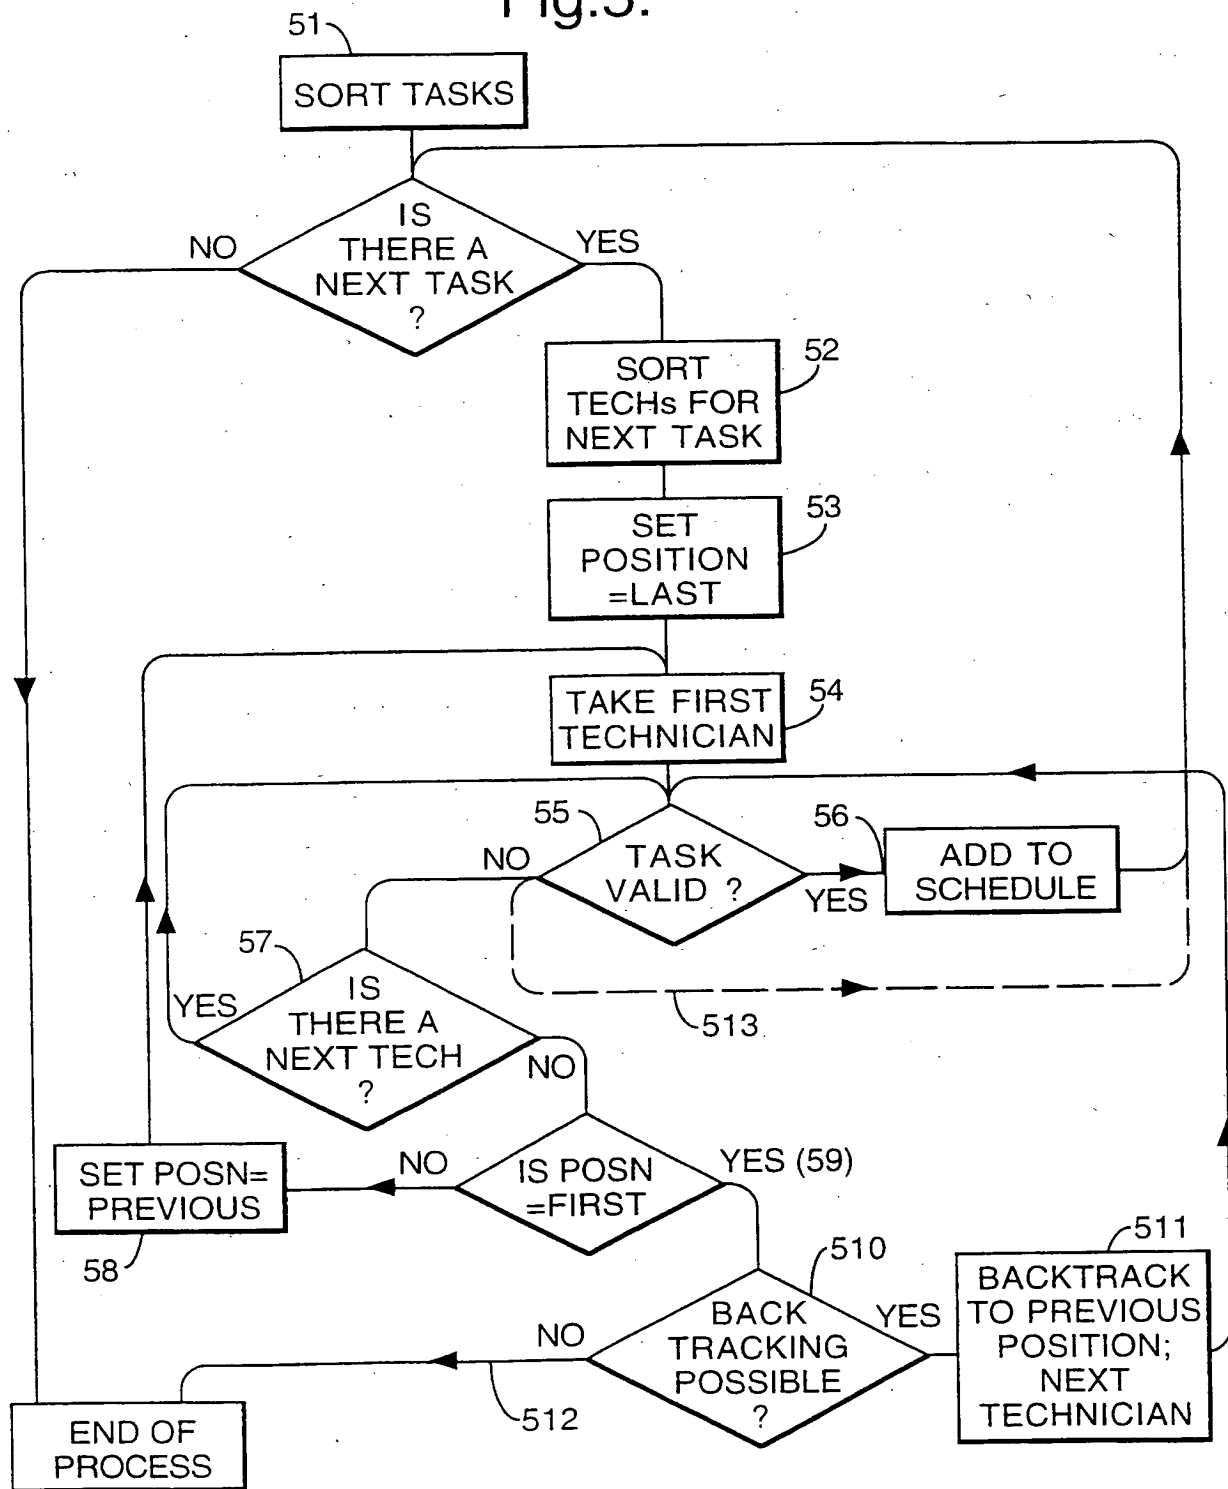 Fig.5.
51
SORT TASKS
IS
THERE A
NEXT TASK
?
NO
YES
52
SORT
TECHs FOR
NEXT TASK
53
SET
POSITION
=LAST
54
TAKE FIRST
TECHNICIAN
55
TASK
VALID ?
NO
YES
56
ADD TO
SCHEDULE
513
57
IS
THERE A
NEXT TECH
?
YES
NO
IS POSN
=FIRST
NO
YES (59)
SET POSN=
PREVIOUS
58
510
BACK
TRACKING
POSSIBLE
?
NO
YES
511
BACKTRACK
TO PREVIOUS
POSITION;
NEXT
TECHNICIAN
512
END OF
PROCESS